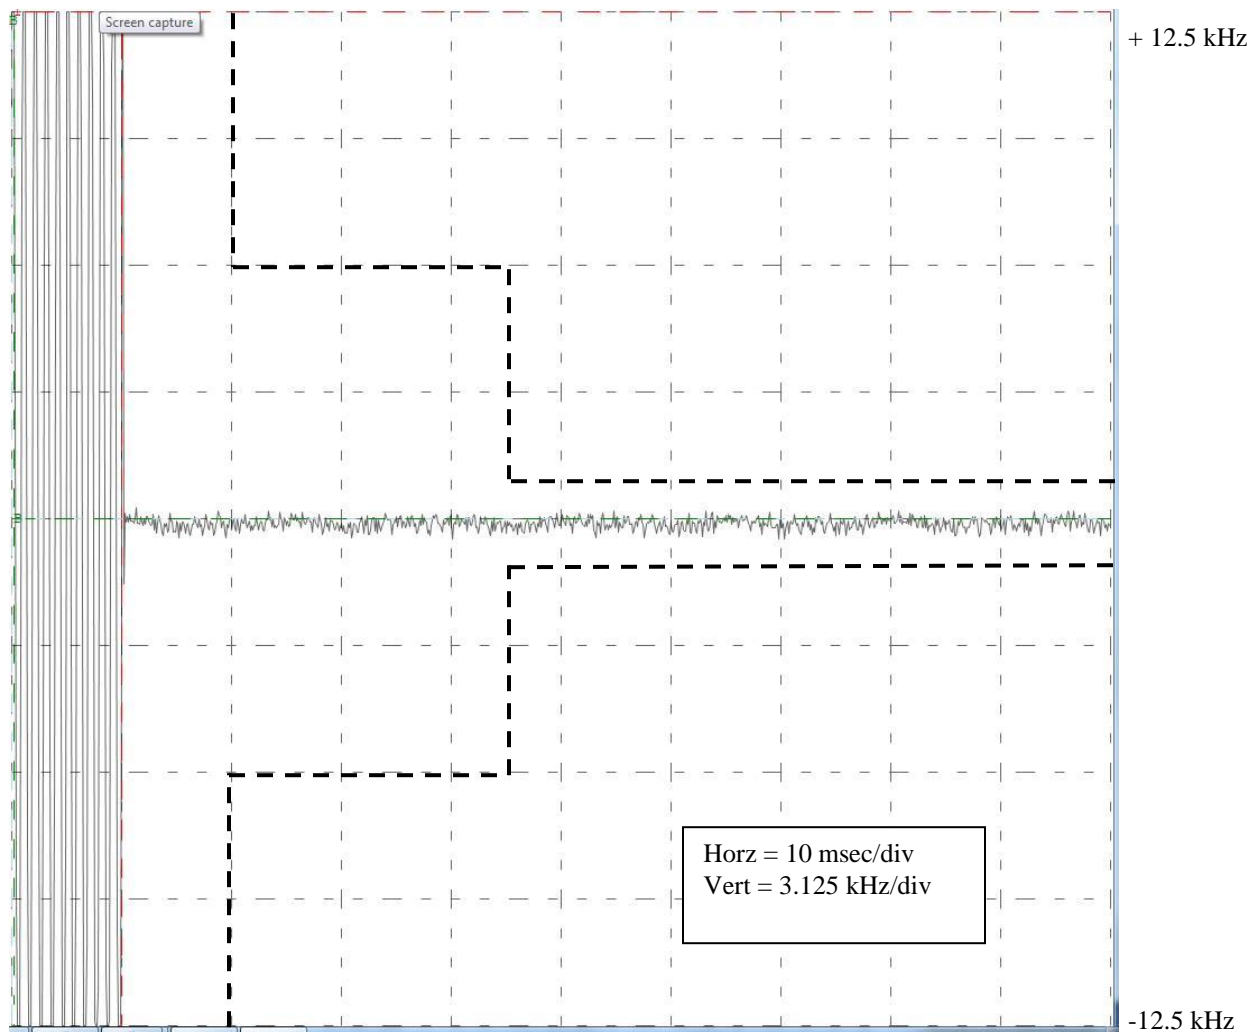 Screen capture
+ 12.5 kHz
Horz = 10 msec/div
Vert = 3.125 kHz/div
-12.5 kHz